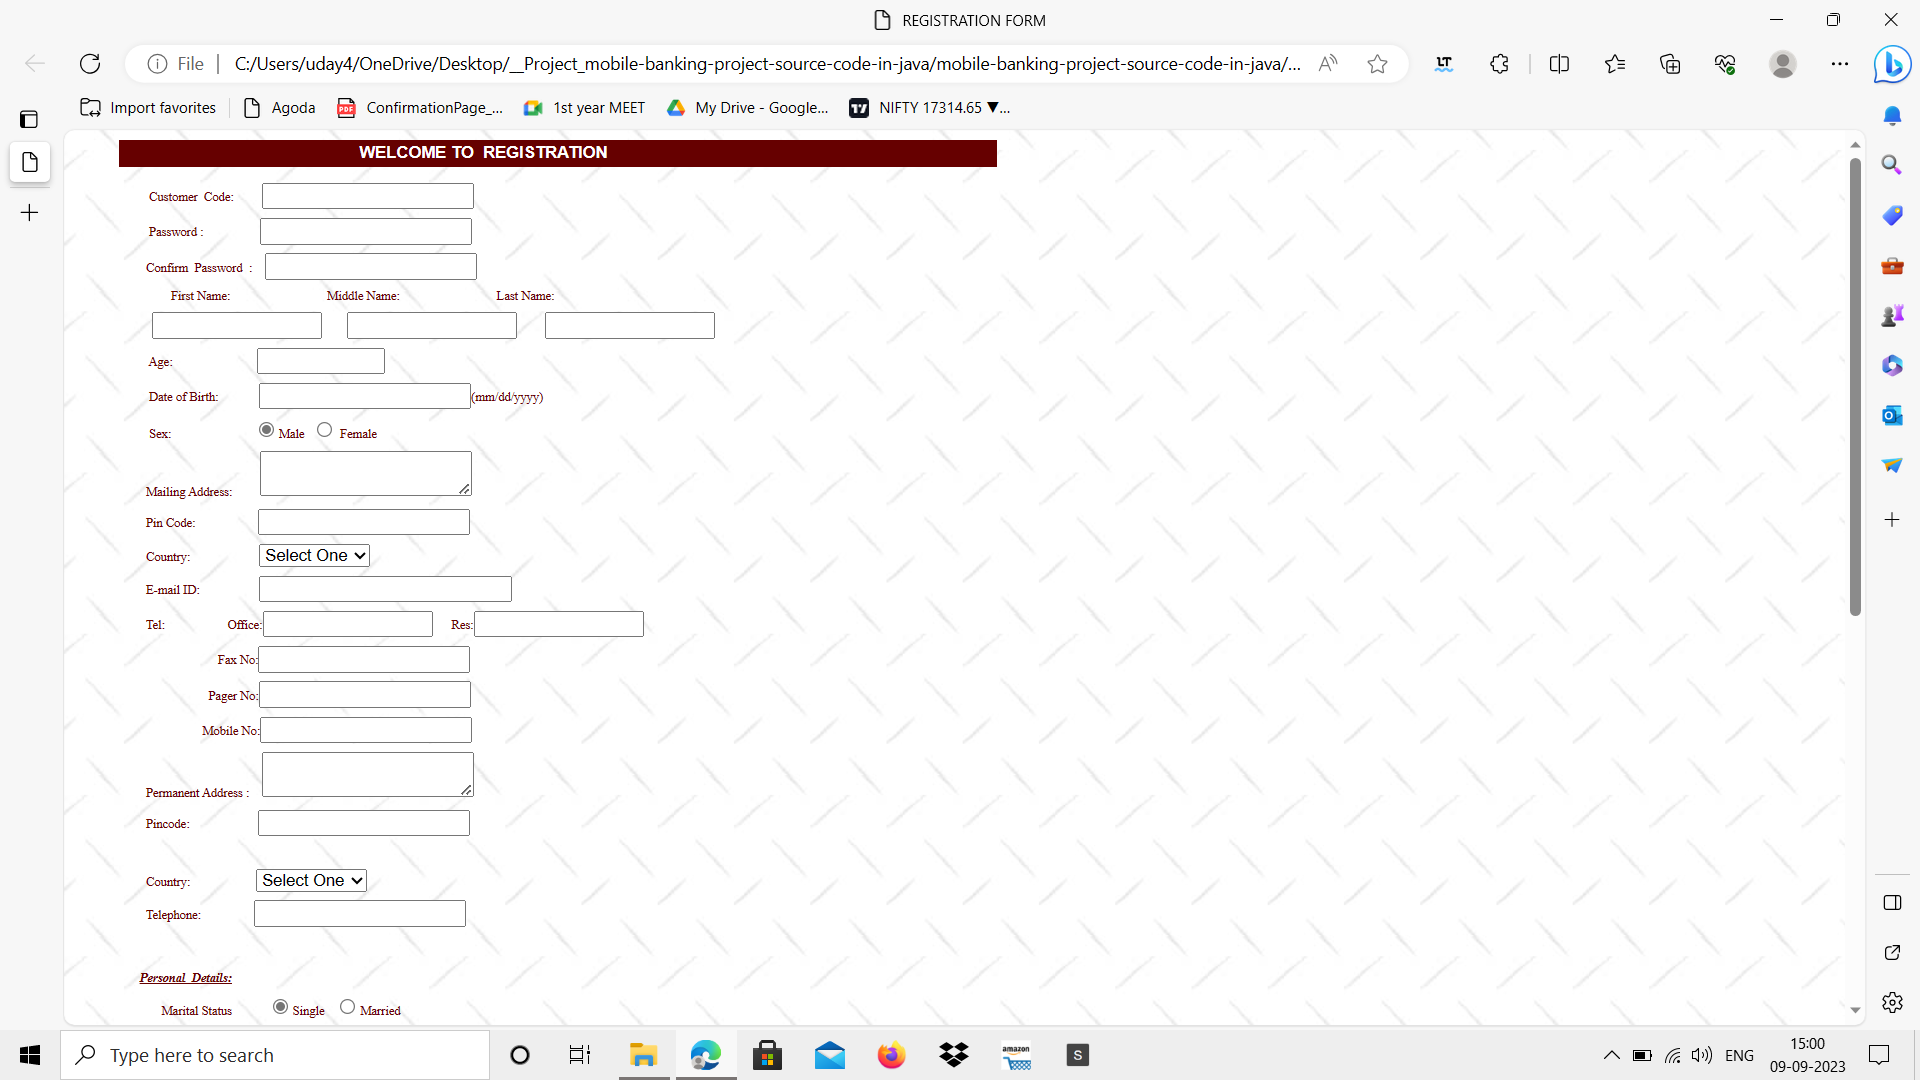 REGISTRATION FORM
File C:/Users/uday4/OneDrive/Desktop/__Project_mobile-banking-project-source-code-in-java/mobile-banking-project-source-code-in-java/...
Import favorites Agoda ConfirmationPage_... 1st year MEET My Drive - Google... NIFTY 17314.65 ▼...
WELCOME TO REGISTRATION
Customer Code:
Password :
Confirm Password :
First Name: Middle Name: Last Name:
Age:
Date of Birth: (mm/dd/yyyy)
Sex: Male Female
Mailing Address:
Pin Code:
Country: Select One
E-mail ID:
Tel: Office: Res:
Fax No:
Pager No:
Mobile No:
Permanent Address :
Pincode:
Country: Select One
Telephone:
Personal Details:
Marital Status Single Married
Type here to search
amazon
S
ENG
15:00
09-09-2023